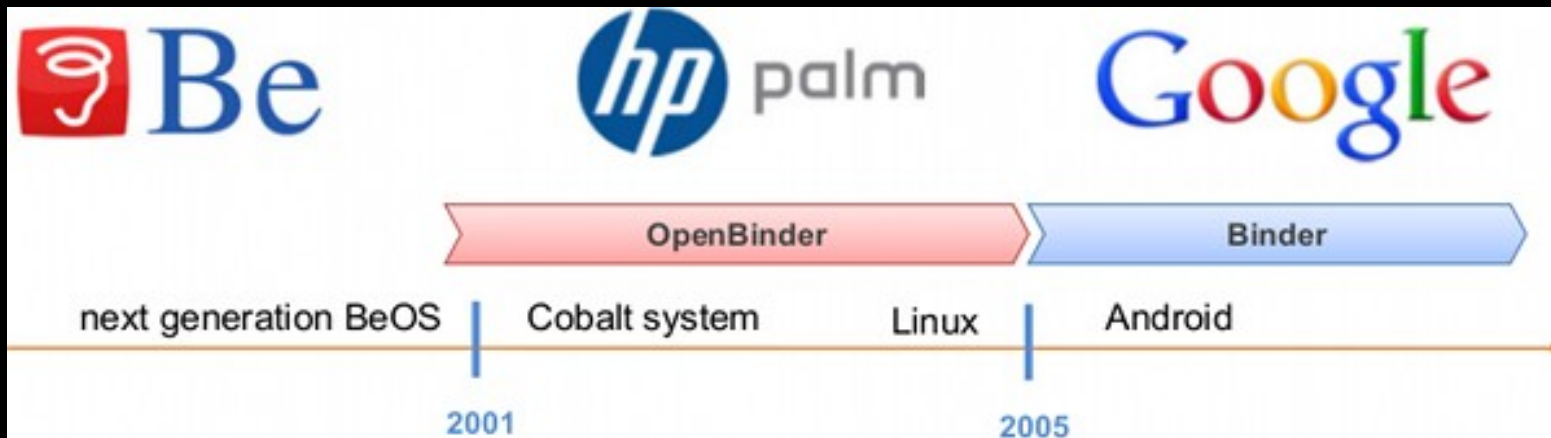 Be
hp palm
Google
OpenBinder
Binder
next generation BeOS
Cobalt system
Linux
Android
2001
2005